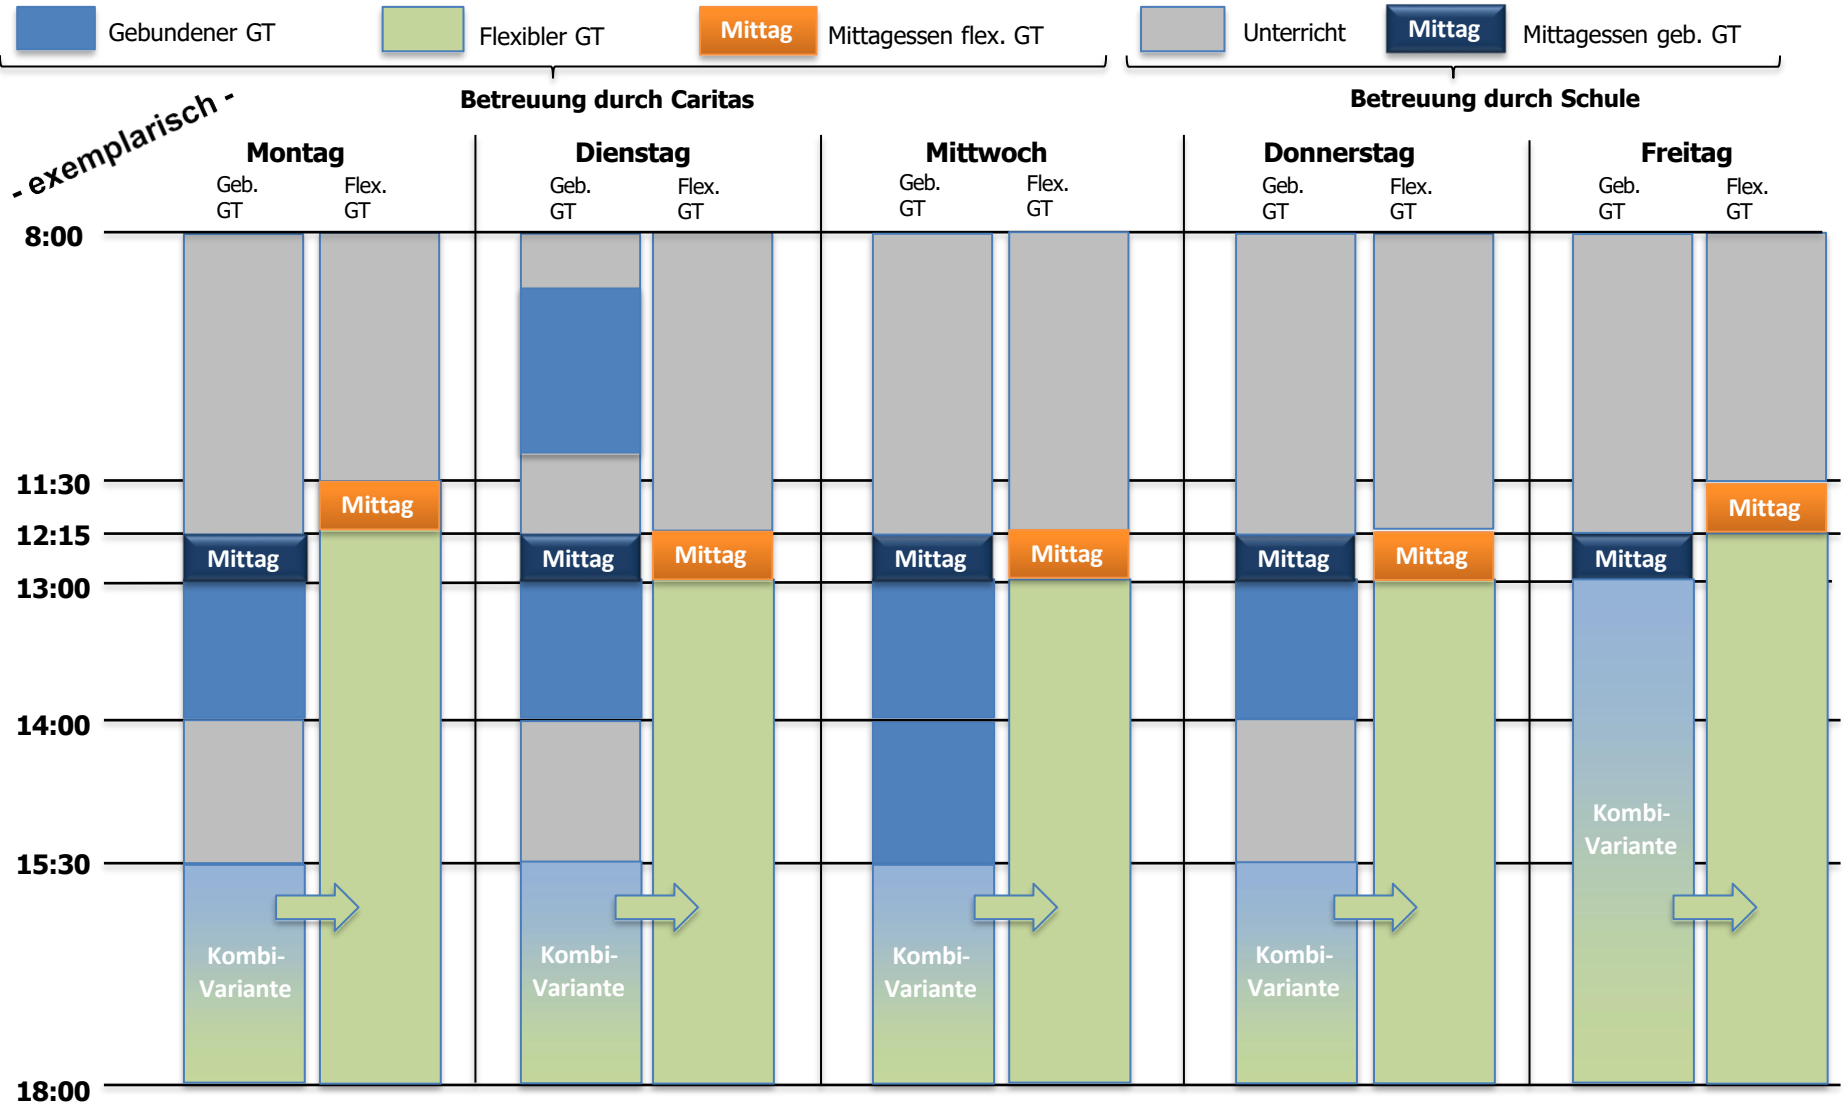 Gebundener GT
Flexibler GT
Mittag
Mittagessen flex. GT
Unterricht
Mittag
Mittagessen geb. GT
Betreuung durch Caritas
Betreuung durch Schule
- exemplarisch -
Montag
Dienstag
Mittwoch
Donnerstag
Freitag
Geb.
GT
Flex.
GT
Geb.
GT
Flex.
GT
Geb.
GT
Flex.
GT
Geb.
GT
Flex.
GT
Geb.
GT
Flex.
GT
8:00
11:30
Mittag
Mittag
12:15
Mittag
Mittag
Mittag
Mittag
Mittag
Mittag
Mittag
Mittag
13:00
14:00
Kombi-
Variante
15:30
Kombi-
Variante
Kombi-
Variante
Kombi-
Variante
Kombi-
Variante
18:00